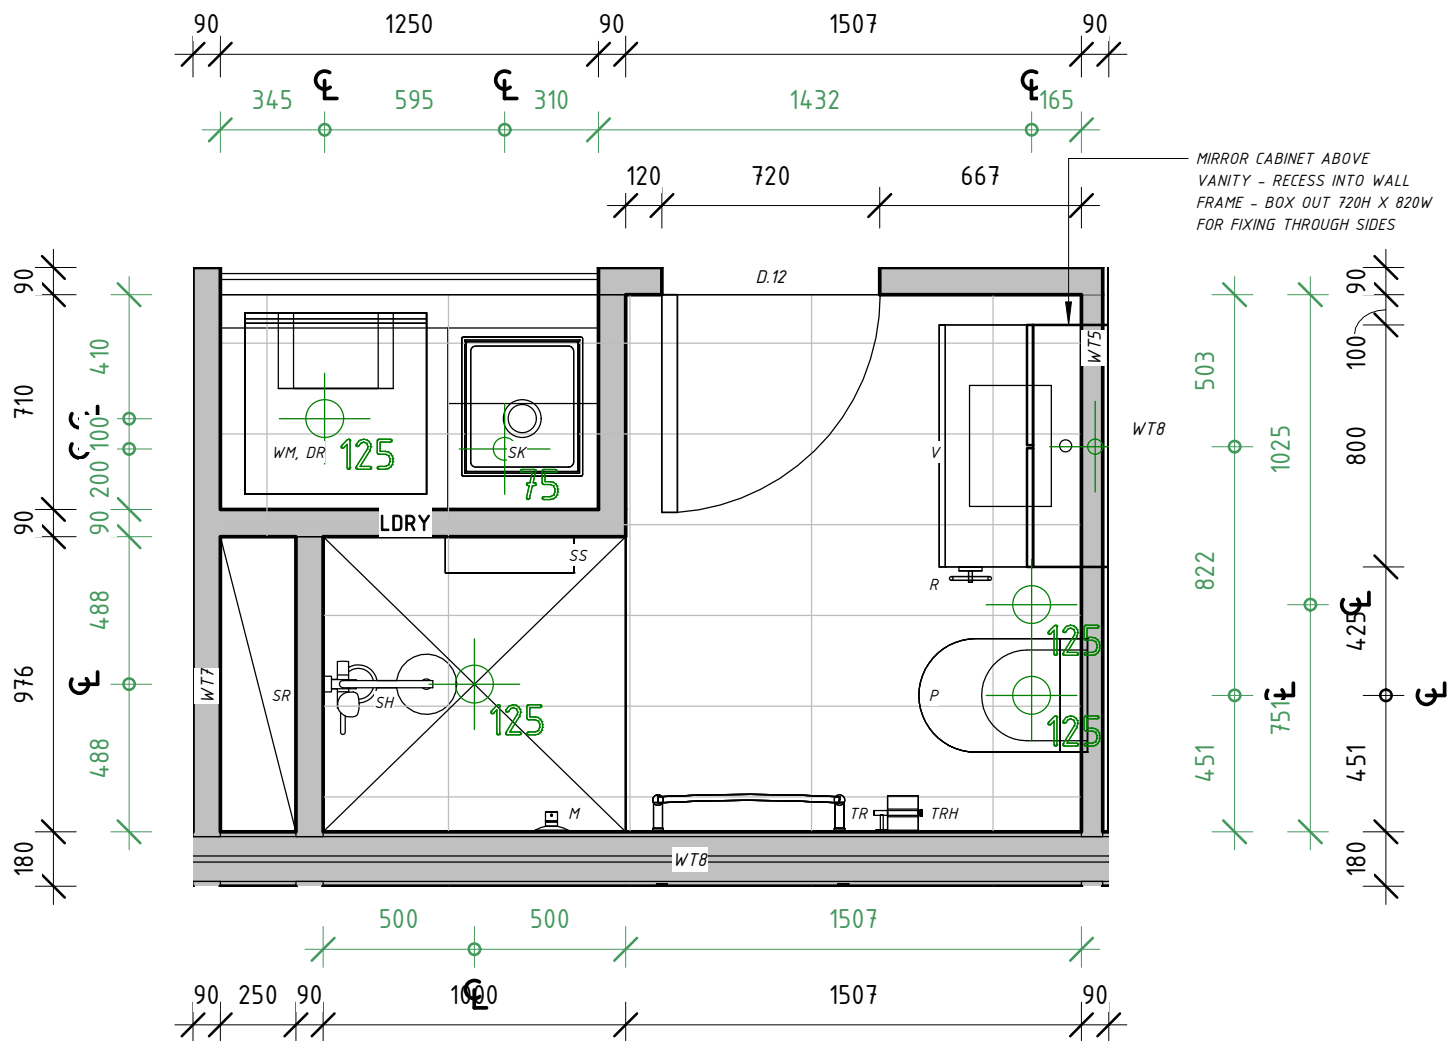 90 1250 90 1507 90
345 595 310 1432 165
120 720 667
MIRROR CABINET ABOVE
VANITY - RECESS INTO WALL
FRAME - BOX OUT 720H X 820W
FOR FIXING THROUGH SIDES
D.12
90
410
710
100
200
90
90
488
976
488
180
WM, DR
125
SK
75
LDRY
SS
WT7
SR
SH
125
M
V
R
P
125
125
TR
TRH
WT8
WT5
WT8
503
822
451
1025
751
90
100
800
425
451
180
500 500 1507
90 250 90 1000 1507 90